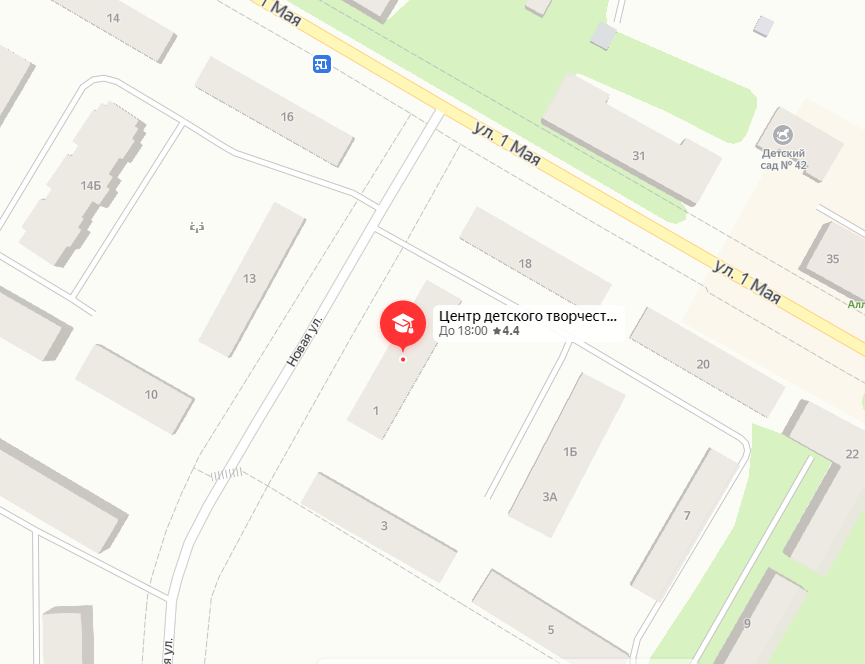 1 Мая
14
16
ул. 1 Мая
31
Детский
сад № 42
14Б
18
35
ул. 1 Мая
13
Новая ул.
Центр детского творчест...
До 18:00 ★4.4
Алл
20
10
1
1Б
22
3А
3
7
5
9
я ул.